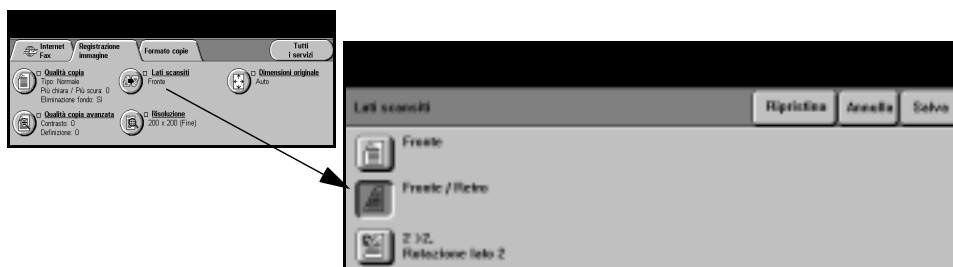 Internet Fax
Registrazione immagine
Formato copie
Tutti i servizi
Qualità copia
Tipo: Normale
Più chiara / Più scura: 0
Eliminazione fondo: Sì
Lati scansiti
Fronte
Dimensioni originale
Auto
Qualità copia avanzata
Contrasto: 0
Definizione: 0
Risoluzione
200 x 200 (Fine)
Lati scansiti
Ripristina
Annulla
Salva
Fronte
Fronte / Retro
Rotazione lato 2